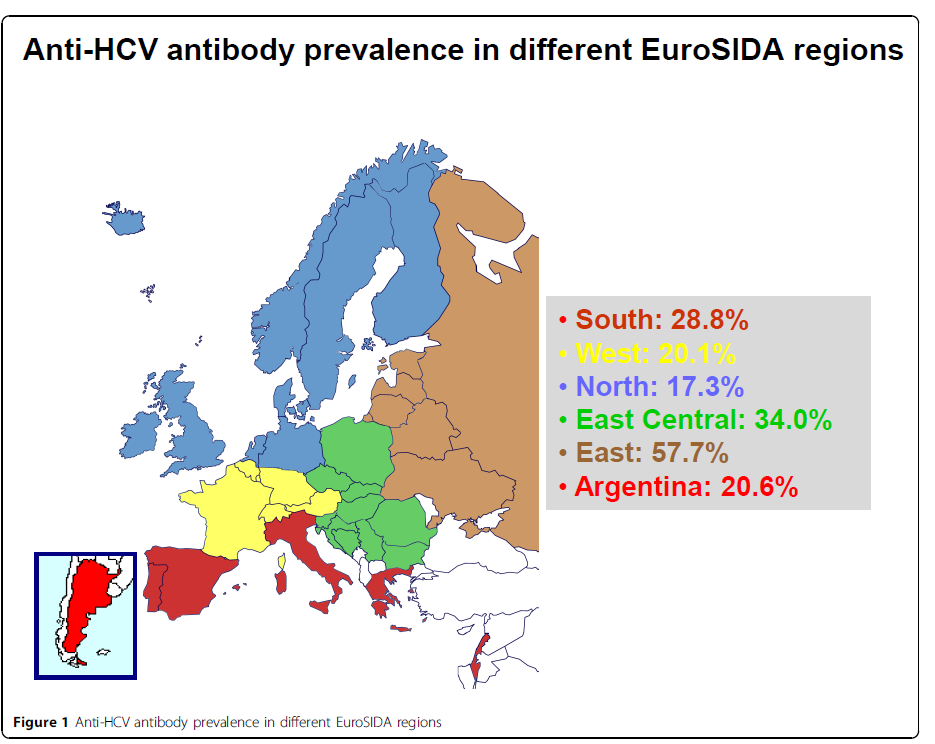 Anti-HCV antibody prevalence in different EuroSIDA regions
• South: 28.8%
• West: 20.1%
• North: 17.3%
• East Central: 34.0%
• East: 57.7%
• Argentina: 20.6%
Figure 1 Anti-HCV antibody prevalence in different EuroSIDA regions